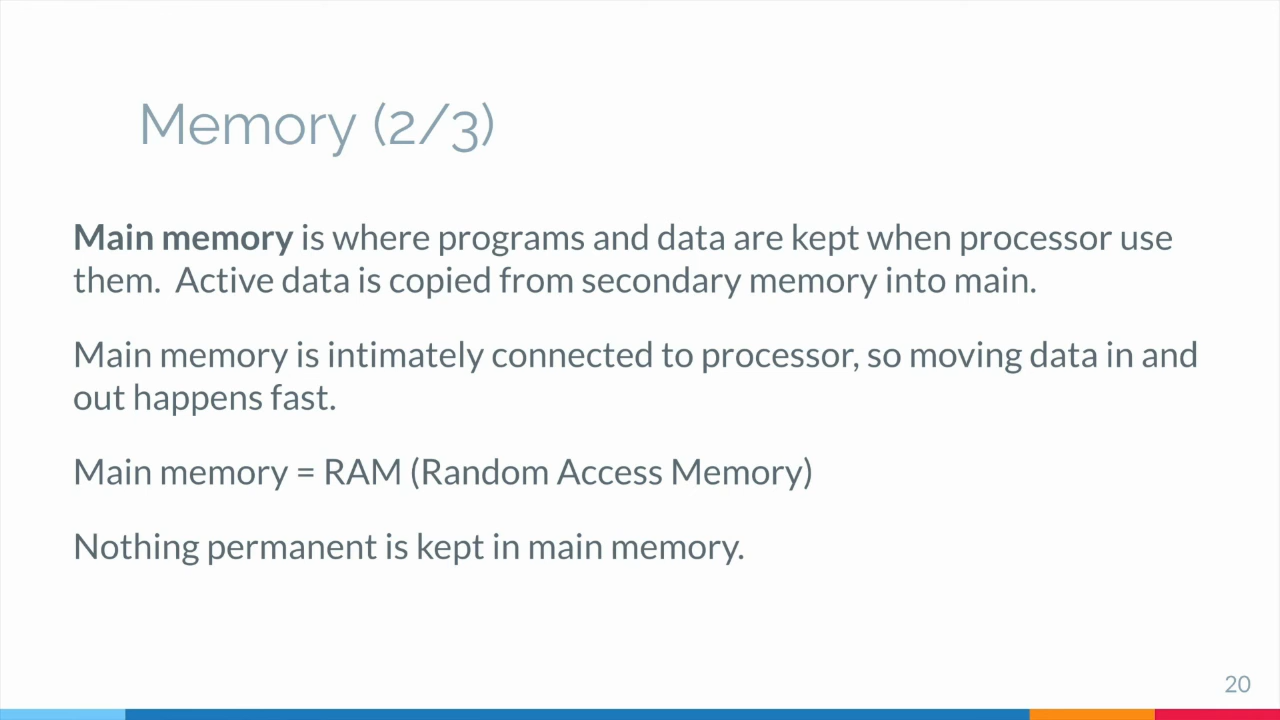 Memory (2/3)
Main memory is where programs and data are kept when processor use
them.  Active data is copied from secondary memory into main.
Main memory is intimately connected to processor, so moving data in and
out happens fast.
Main memory = RAM (Random Access Memory)
Nothing permanent is kept in main memory.
20